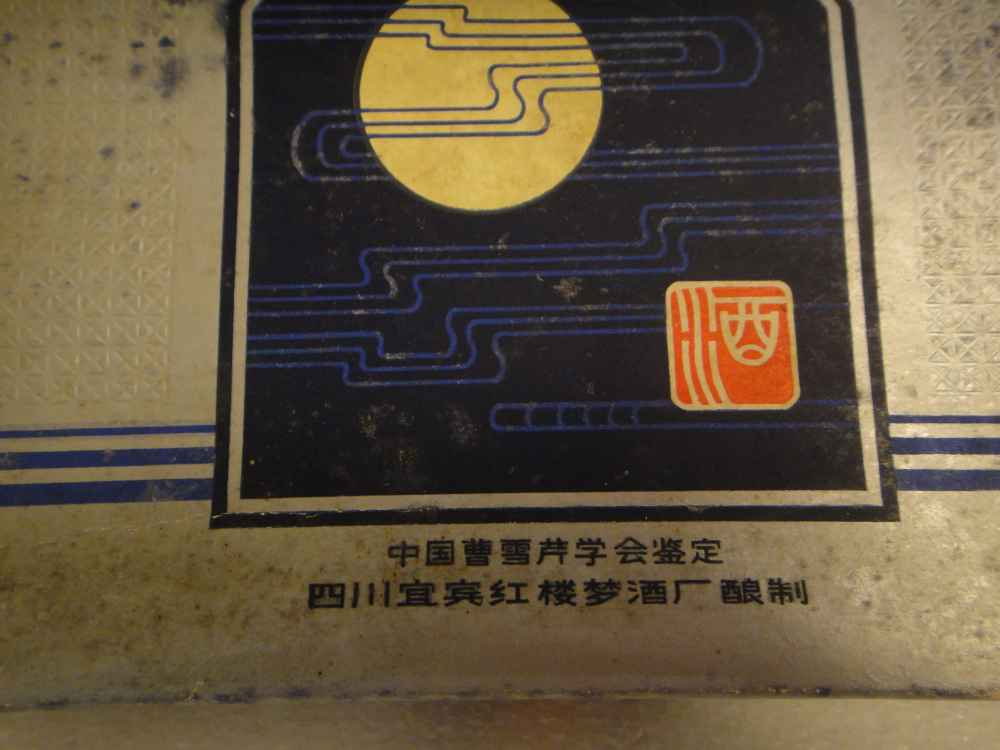 酒
中国曹雪芹学会鉴定
四川宜宾红楼梦酒厂酿制